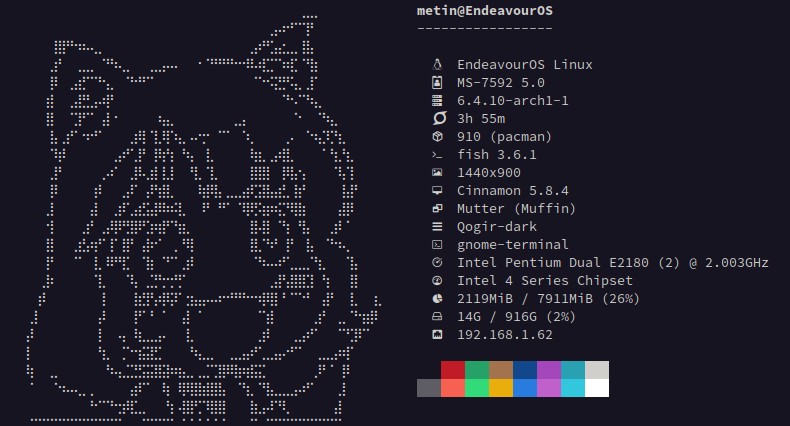 metin@EndeavourOS
-----------------
EndeavourOS Linux
MS-7592 5.0
6.4.10-arch1-1
3h 55m
910 (pacman)
fish 3.6.1
1440x900
Cinnamon 5.8.4
Mutter (Muffin)
Qogir-dark
gnome-terminal
Intel Pentium Dual E2180 (2) @ 2.003GHz
Intel 4 Series Chipset
2119MiB / 7911MiB (26%)
14G / 916G (2%)
192.168.1.62